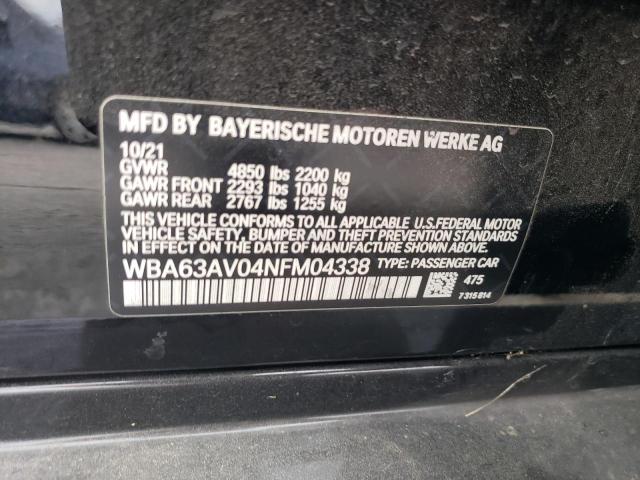 MFD BY BAYERISCHE MOTOREN WERKE AG
10/21
GVWR 4850 lbs 2200 kg
GAWR FRONT 2293 lbs 1040 kg
GAWR REAR 2767 lbs 1255 kg
THIS VEHICLE CONFORMS TO ALL APPLICABLE U.S.FEDERAL MOTOR
VEHICLE SAFETY, BUMPER AND THEFT PREVENTION STANDARDS
IN EFFECT ON THE DATE OF MANUFACTURE SHOWN ABOVE.
WBA63AV04NFM04338 TYPE: PASSENGER CAR
475
7315814